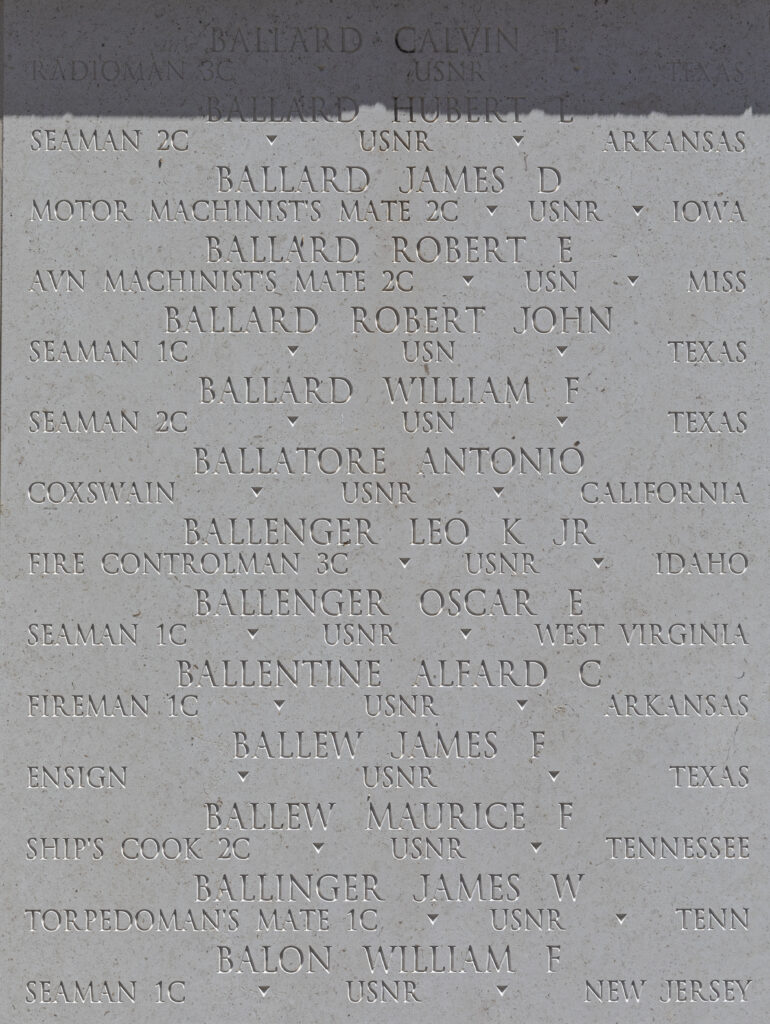 BALLARD CALVIN E
RADIOMAN 3C ▾ USNR ▾ TEXAS
BALLARD HUBERT L
SEAMAN 2C ▾ USNR ▾ ARKANSAS
BALLARD JAMES D
MOTOR MACHINIST'S MATE 2C ▾ USNR ▾ IOWA
BALLARD ROBERT E
AVN MACHINIST'S MATE 2C ▾ USN ▾ MISS
BALLARD ROBERT JOHN
SEAMAN 1C ▾ USN ▾ TEXAS
BALLARD WILLIAM F
SEAMAN 2C ▾ USN ▾ TEXAS
BALLATORE ANTONIO
COXSWAIN ▾ USNR ▾ CALIFORNIA
BALLENGER LEO K JR
FIRE CONTROLMAN 3C ▾ USNR ▾ IDAHO
BALLENGER OSCAR E
SEAMAN 1C ▾ USNR ▾ WEST VIRGINIA
BALLENTINE ALFARD C
FIREMAN 1C ▾ USNR ▾ ARKANSAS
BALLEW JAMES F
ENSIGN ▾ USNR ▾ TEXAS
BALLEW MAURICE F
SHIP'S COOK 2C ▾ USNR ▾ TENNESSEE
BALLINGER JAMES W
TORPEDOMAN'S MATE 1C ▾ USNR ▾ TENN
BALON WILLIAM F
SEAMAN 1C ▾ USNR ▾ NEW JERSEY